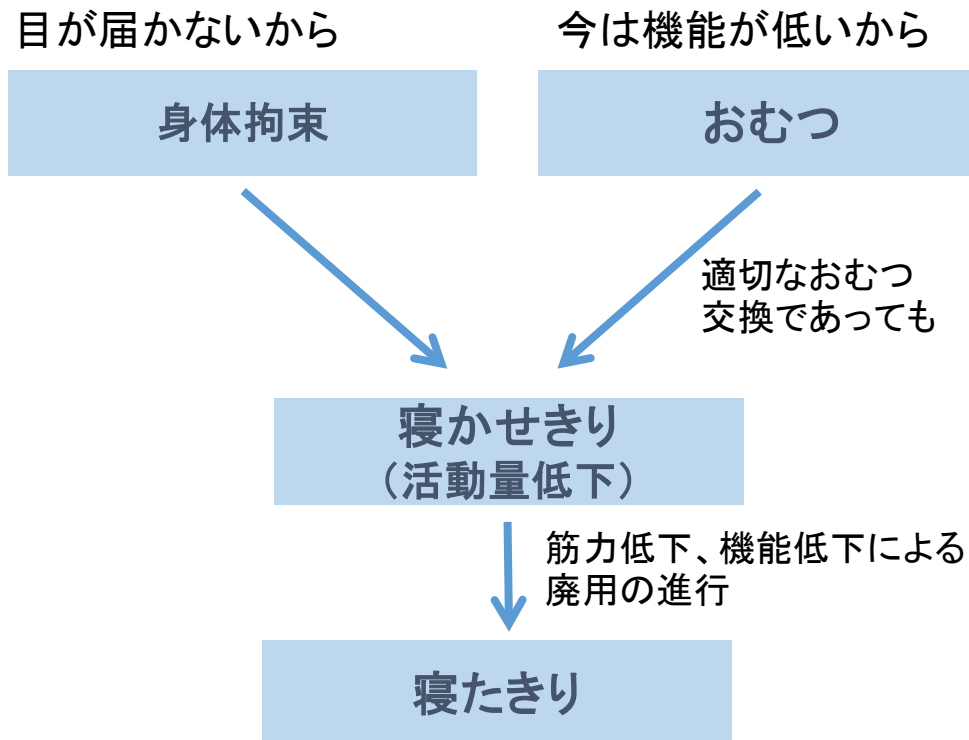 目が届かないから
今は機能が低いから
身体拘束
おむつ
適切なおむつ
交換であっても
寝かせきり
（活動量低下）
筋力低下、機能低下による
廃用の進行
寝たきり